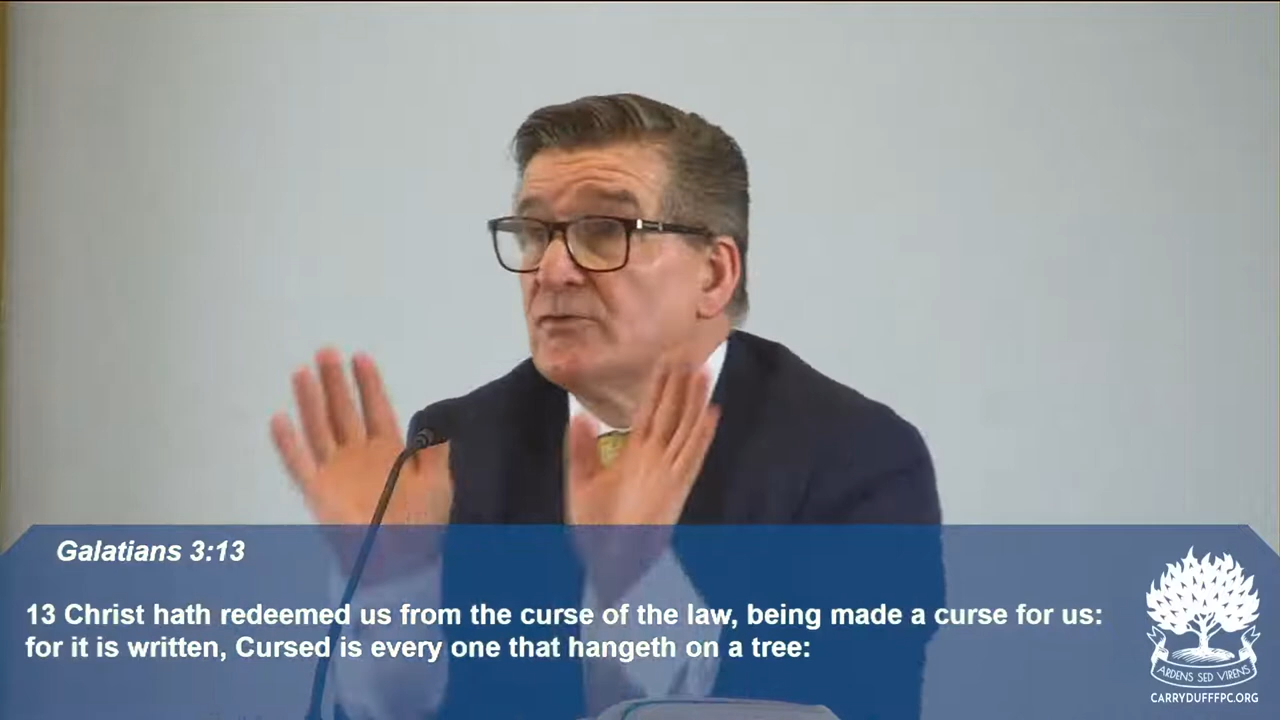 Galatians 3:13
13 Christ hath redeemed us from the curse of the law, being made a curse for us:
for it is written, Cursed is every one that hangeth on a tree:
ARDENS SED VIRENS
CARRYDUFFFPC.ORG